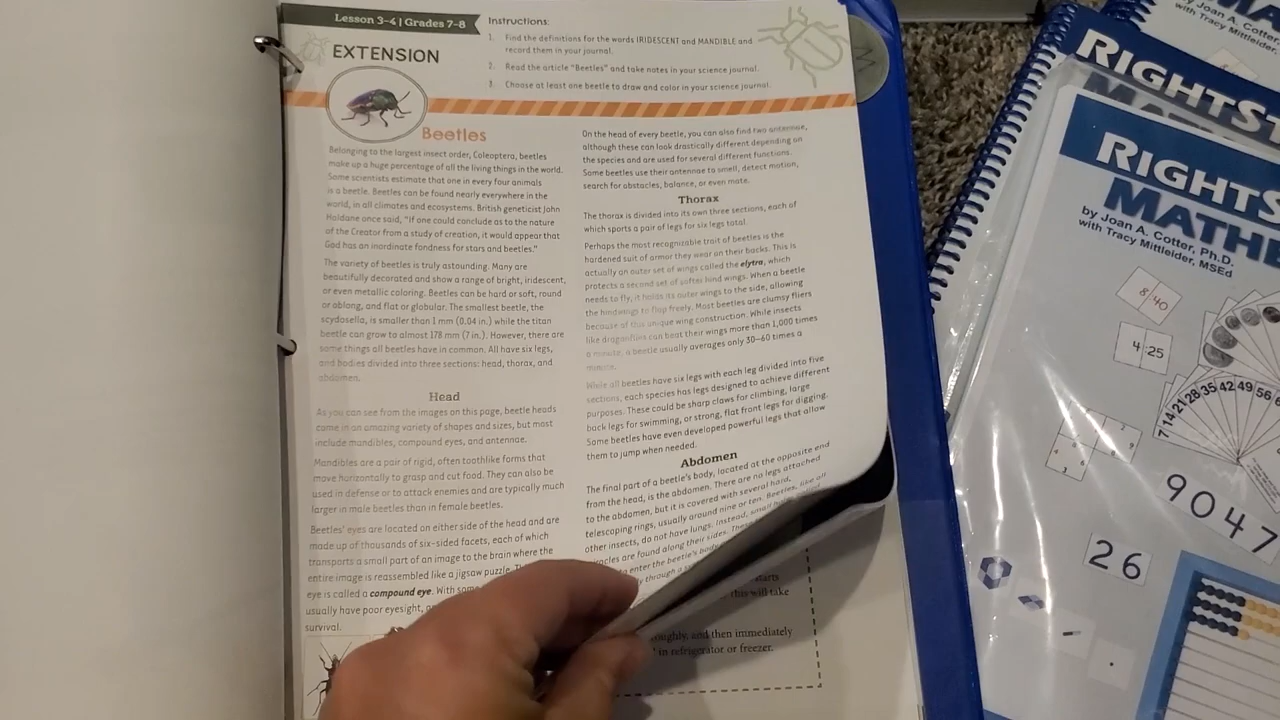 Lesson 3-4 | Grades 7-8
EXTENSION
Instructions:
1. Find the definitions for the words IRIDESCENT and MANDIBLE and
record them in your journal.
2. Read the article "Beetles" and take notes in your science journal.
3. Choose at least one beetle to draw and color in your science journal.
Beetles
Belonging to the largest insect order, Coleoptera, beetles
make up a huge percentage of all the living things in the world.
Some scientists estimate that one in every four animals
is a beetle. Beetles can be found nearly everywhere in the
world, in all climates and ecosystems. British geneticist John
Haldane once said, "If one could conclude as to the nature
of the Creator from a study of creation, it would appear that
God has an inordinate fondness for stars and beetles."
The variety of beetles is truly astounding. Many are
beautifully decorated and show a range of bright, iridescent,
or even metallic coloring. Beetles can be hard or soft, round
or oblong, and flat or globular. The smallest beetle, the
scydosella, is smaller than 1 mm (0.04 in.) while the titan
beetle can grow to almost 178 mm (7 in.). However, there are
some things all beetles have in common. All have six legs,
and bodies divided into three sections: head, thorax, and
abdomen.
Head
As you can see from the images on this page, beetle heads
come in an amazing variety of shapes and sizes, but most
include mandibles, compound eyes, and antennae.
Mandibles are a pair of rigid, often toothlike forms that
move horizontally to grasp and cut food. They can also be
used in defense or to attack enemies and are typically much
larger in male beetles than in female beetles.
Beetles' eyes are located on either side of the head and are
made up of thousands of six-sided facets, each of which
transports a small part of an image to the brain where the
entire image is reassembled like a jigsaw puzzle.
eye is called a compound eye. With
usually have poor eyesight,
survival.
On the head of every beetle, you can also find two antennae,
although these can look drastically different depending on
the species and are used for several different functions.
Some beetles use their antennae to smell, detect motion,
search for obstacles, balance, or even mate.
Thorax
The thorax is divided into its own three sections, each of
which sports a pair of legs for six legs total.
Perhaps the most recognizable trait of beetles is the
hardened suit of armor they wear on their backs. This is
actually an outer set of wings called the elytra, which
protects a second set of softer hind wings. When a beetle
needs to fly, it holds its outer wings to the side, allowing
the hindwings to flap freely. Most beetles are clumsy fliers
because of this unique wing construction. While insects
like dragonflies can beat their wings more than 1,000 times
a minute, a beetle usually averages only 30-60 times a
minute.
While all beetles have six legs with each leg divided into five
sections, each species has legs designed to achieve different
purposes. These could be sharp claws for climbing, large
back legs for swimming, or strong, flat front legs for digging.
Some beetles have even developed powerful legs that allow
them to jump when needed.
Abdomen
The final part of a beetle's body, located at the opposite end
from the head, is the abdomen. There are no legs attached
to the abdomen, but it is covered with several hard,
telescoping rings, usually around nine or ten. Beetles, like all
other insects, do not have lungs. Instead, small
are found along their sides.
enter the beetle's body
through a
starts
this will take
and then immediately
in refrigerator or freezer.
RIGHTST
with Tracy Mittleider,
RIGHTS
MATHE
by Joan A. Cotter, Ph.D.
with Tracy Mittleider, MSEd
8:40
4:25
7 14 21 28 35 42 49 56 6
9047
26